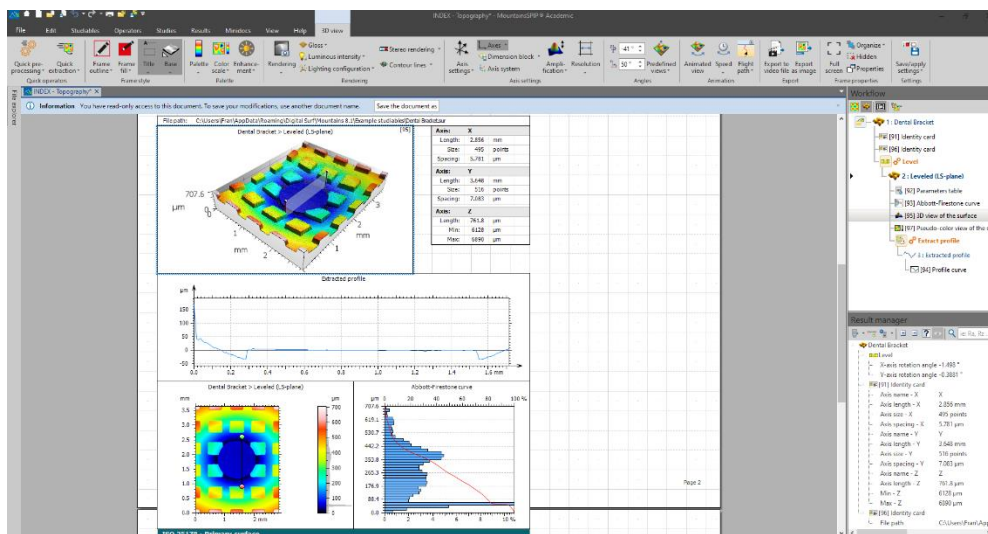 INDEX - Topography* - MountainsSPIP® Academic
File Edit Studiables Operators Studies Results Minidocs View Help 3D view
Quick pre-processing Quick extraction Frame outline Frame fill Title Base Palette Color scale Enhance-ment Rendering Gloss Luminous intensity Lighting configuration Stereo rendering Contour lines Axis settings Axes Dimension block Axis system Ampli-fication Resolution -41° 50° Predefined views Animated view Speed Flight path Export to video file Export as image Full screen Organize Hidden Properties Save/apply settings
Quick operators Frame style Palette Rendering Axis settings Angles Animation Export Frame properties Settings
File explorer
INDEX - Topography* X
Information You have read-only access to this document. To save your modifications, use another document name. Save the document as
File path: C:\Users\Fran\AppData\Roaming\Digital Surf\Mountains 8.1\Example studiables\Dental Bracket.sur
Dental Bracket > Leveled (LS-plane) [95]
707.6
µm
0
mm
1
2
3
mm
1
2
Axis: X
Length: 2.856 mm
Size: 495 points
Spacing: 5.781 µm
Axis: Y
Length: 3.648 mm
Size: 516 points
Spacing: 7.083 µm
Axis: Z
Length: 761.8 µm
Min: 6128 µm
Max: 6890 µm
Extracted profile
µm
150
100
50
0
-50
0.0 0.2 0.4 0.6 0.8 1.0 1.2 1.4 1.6 mm
Dental Bracket > Leveled (LS-plane)
mm
3.5
3.0
2.5
2.0
1.5
1.0
0.5
0.0
0 1 2 mm
µm
700
600
500
400
300
200
100
0
Abbott-Firestone curve
µm 0 20 40 60 80 100 %
707.6
619.1
530.7
442.2
353.8
265.3
176.9
88.4
0.0
0 2 4 6 8 10 %
Page 2
ISO 25178 - Primary surface
Workflow
1: Dental Bracket
[91] Identity card
[96] Identity card
Level
2 : Leveled (LS-plane)
[92] Parameters table
[93] Abbott-Firestone curve
[95] 3D view of the surface
[97] Pseudo-color view of the
Extract profile
Extracted profile
[94] Profile curve
Result manager
Dental Bracket
Level
X-axis rotation angle -1.498 °
Y-axis rotation angle -0.3881 °
[91] Identity card
Axis name - X X
Axis length - X 2.856 mm
Axis size - X 495 points
Axis spacing - X 5.781 µm
Axis name - Y Y
Axis length - Y 3.648 mm
Axis size - Y 516 points
Axis spacing - Y 7.083 µm
Axis name - Z Z
Axis length - Z 761.8 µm
Min - Z 6128 µm
Max - Z 6890 µm
[96] Identity card
File path C:\Users\Fran\App